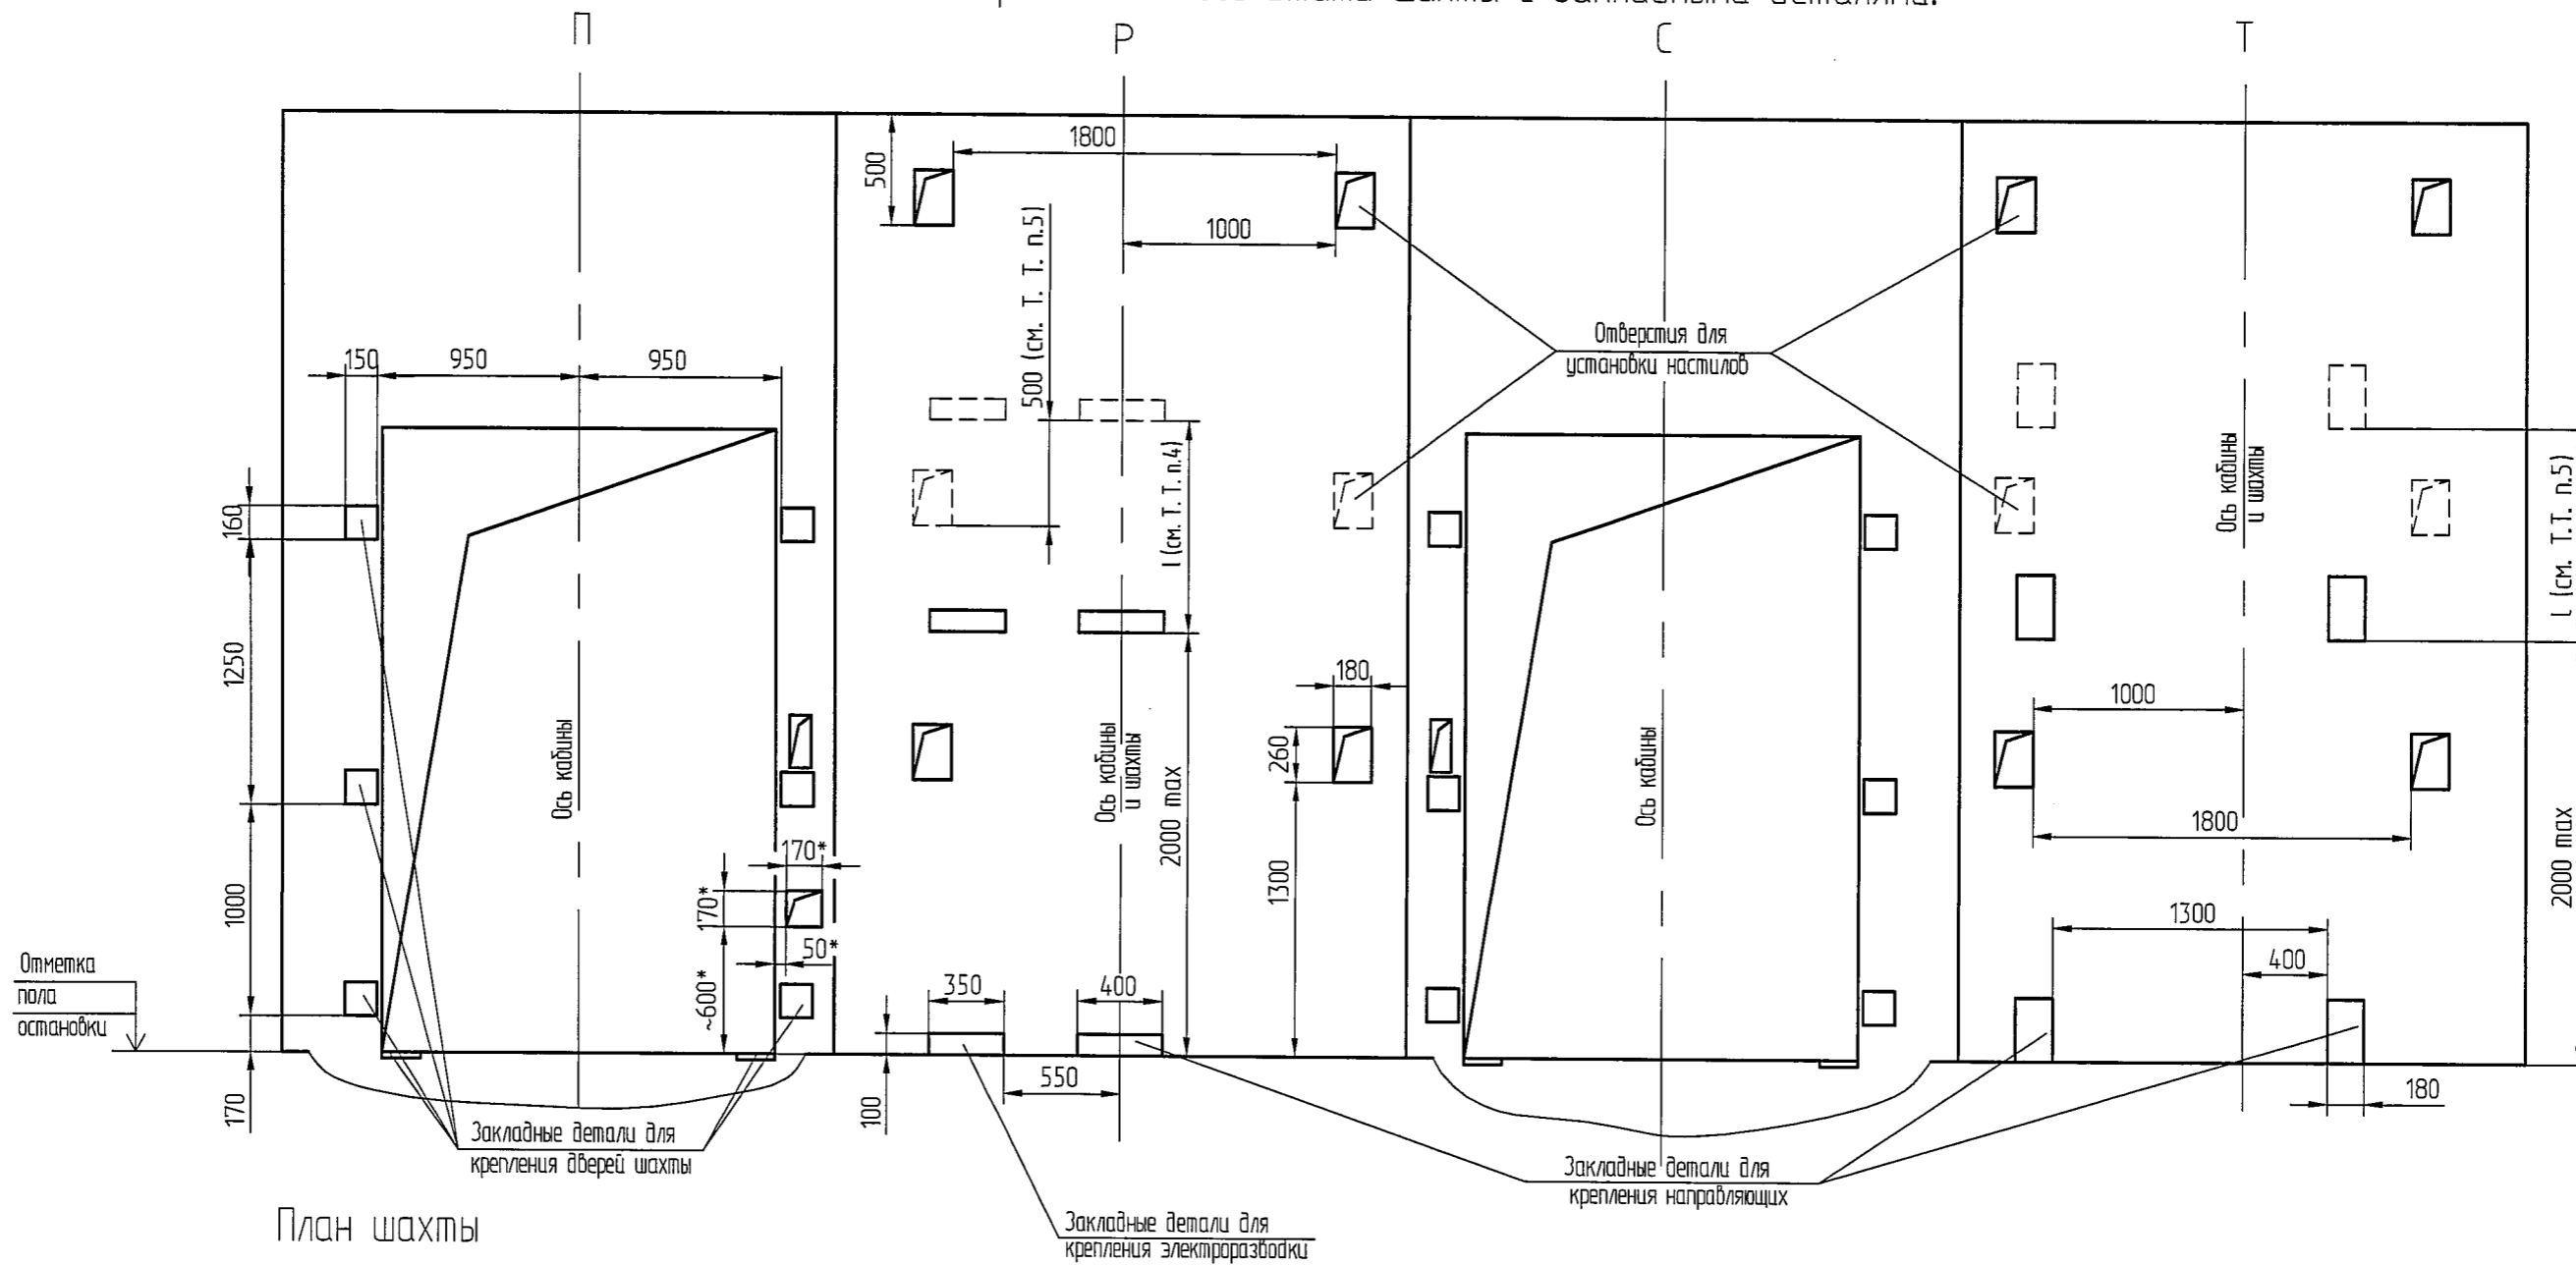 шахты с закладными деталями.
П
Р
С
Т
1800
500
1000
500 (см. Т. Т. п.5)
Отверстия для
установки настилов
150
950
950
l (см. Т. Т. п.4)
Ось кабины
и шахты
l (см. Т.Т. п.5)
160
1250
180
1000
Ось кабины
Ось кабины
и шахты
2000 max
260
Ось кабины
1800
170*
1000
170*
1300
2000 max
1300
50*
Отметка
пола
остановки
~600*
350
400
400
170
100
550
180
Закладные детали для
крепления дверей шахты
Закладные детали для
крепления направляющих
План шахты
Закладные детали для
крепления электроразводки